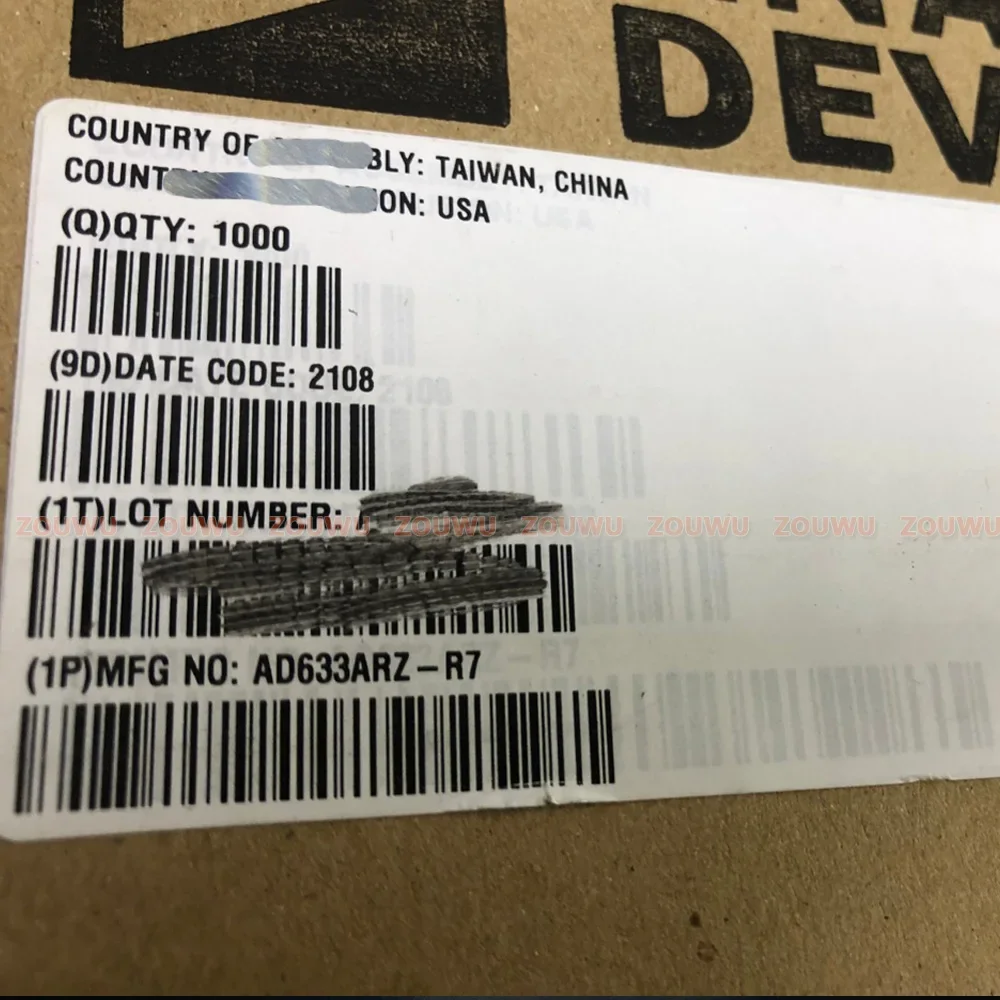 DEV
COUNTRY OF BLY: TAIWAN, CHINA
COUNT ION: USA
(Q)QTY: 1000
(9D)DATE CODE: 2108
(1T)LOT NUMBER:
ZOUWU ZOUWU ZOUWU ZOUWU ZOUWU ZOUWU ZOUWU ZOUWU
(1P)MFG NO: AD633ARZ-R7